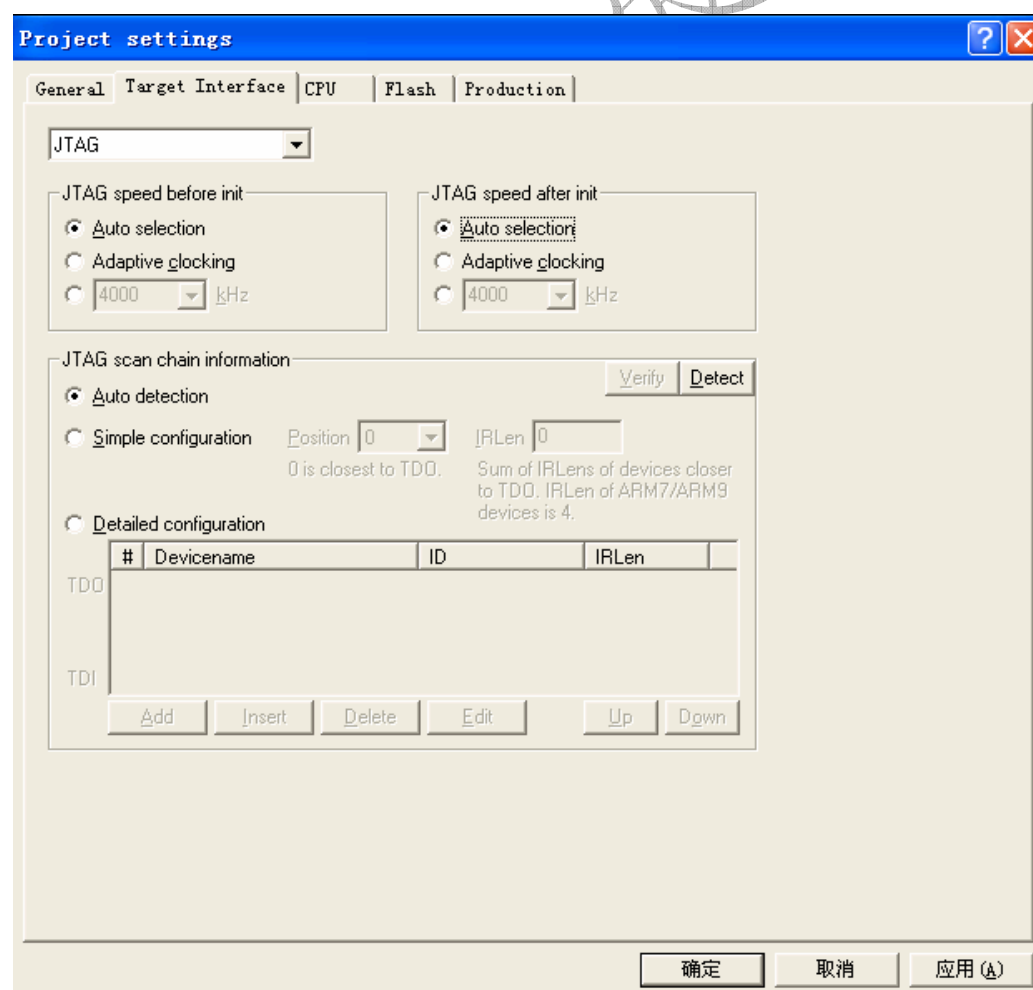 Project settings
General Target Interface CPU Flash Production
JTAG
JTAG speed before init
Auto selection
Adaptive clocking
4000 kHz
JTAG speed after init
Auto selection
Adaptive clocking
4000 kHz
JTAG scan chain information
Verify Detect
Auto detection
Simple configuration Position 0 IRLen 0
0 is closest to TDO.
Sum of IRLens of devices closer
to TDO. IRLen of ARM7/ARM9
devices is 4.
Detailed configuration
# Devicename ID IRLen
TDO
TDI
Add Insert Delete Edit Up Down
确定 取消 应用(A)